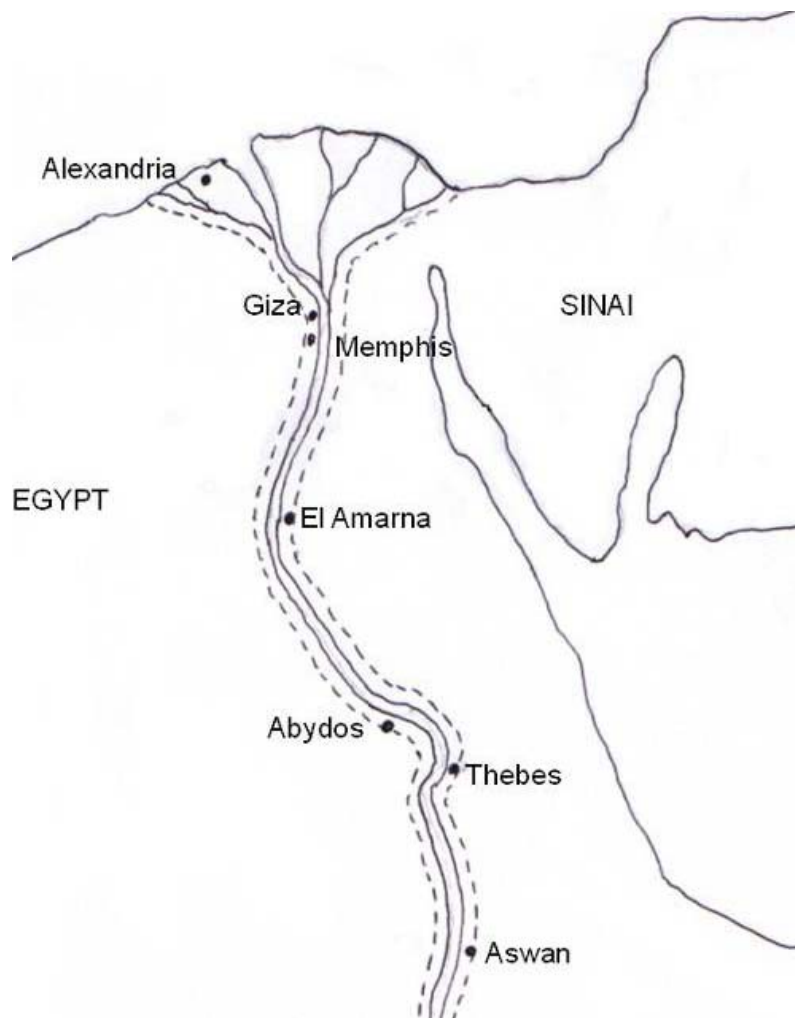 Alexandria
Giza
SINAI
Memphis
EGYPT
El Amarna
Abydos
Thebes
Aswan